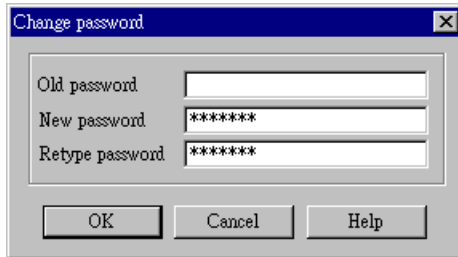 Change password
Old password
New password *******
Retype password *******
OK Cancel Help